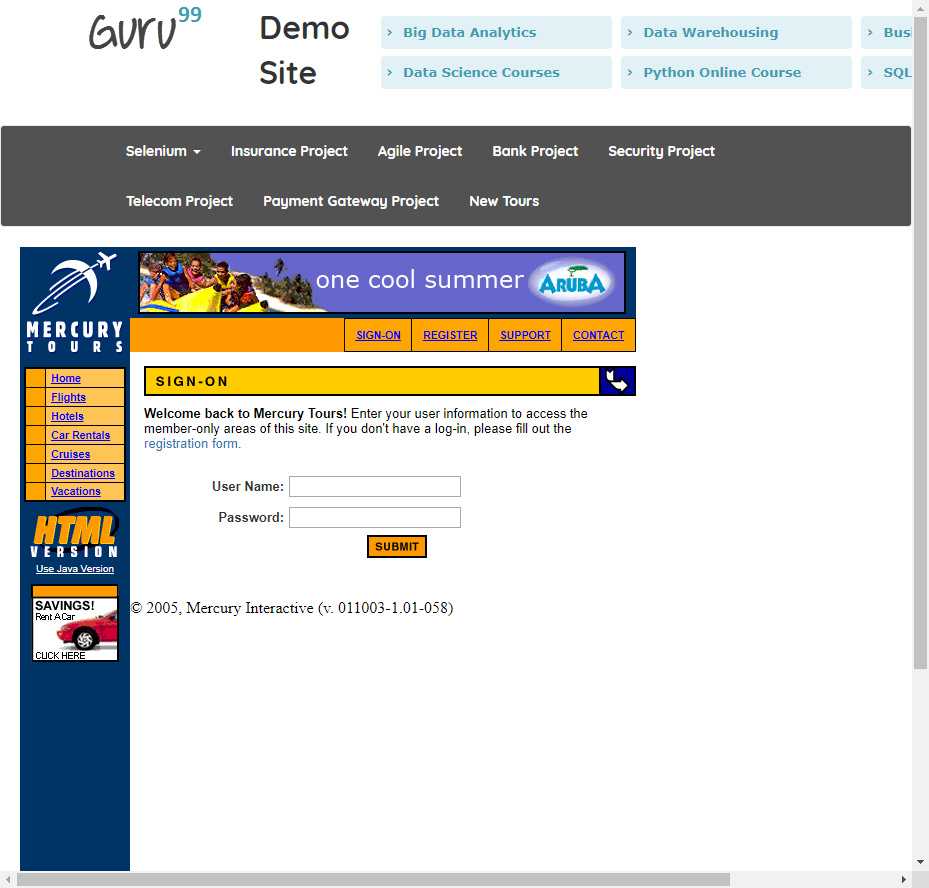 GURU99
Demo
Site
› Big Data Analytics
› Data Warehousing
› Busi
› Data Science Courses
› Python Online Course
› SQL
Selenium
Insurance Project
Agile Project
Bank Project
Security Project
Telecom Project
Payment Gateway Project
New Tours
MERCURY
TOURS
one cool summer
ARUBA
SIGN-ON
REGISTER
SUPPORT
CONTACT
Home
Flights
Hotels
Car Rentals
Cruises
Destinations
Vacations
HTML
VERSION
Use Java Version
SAVINGS!
Rent A Car
CLICK HERE
SIGN-ON
Welcome back to Mercury Tours! Enter your user information to access the
member-only areas of this site. If you don't have a log-in, please fill out the
registration form.
User Name:
Password:
SUBMIT
© 2005, Mercury Interactive (v. 011003-1.01-058)